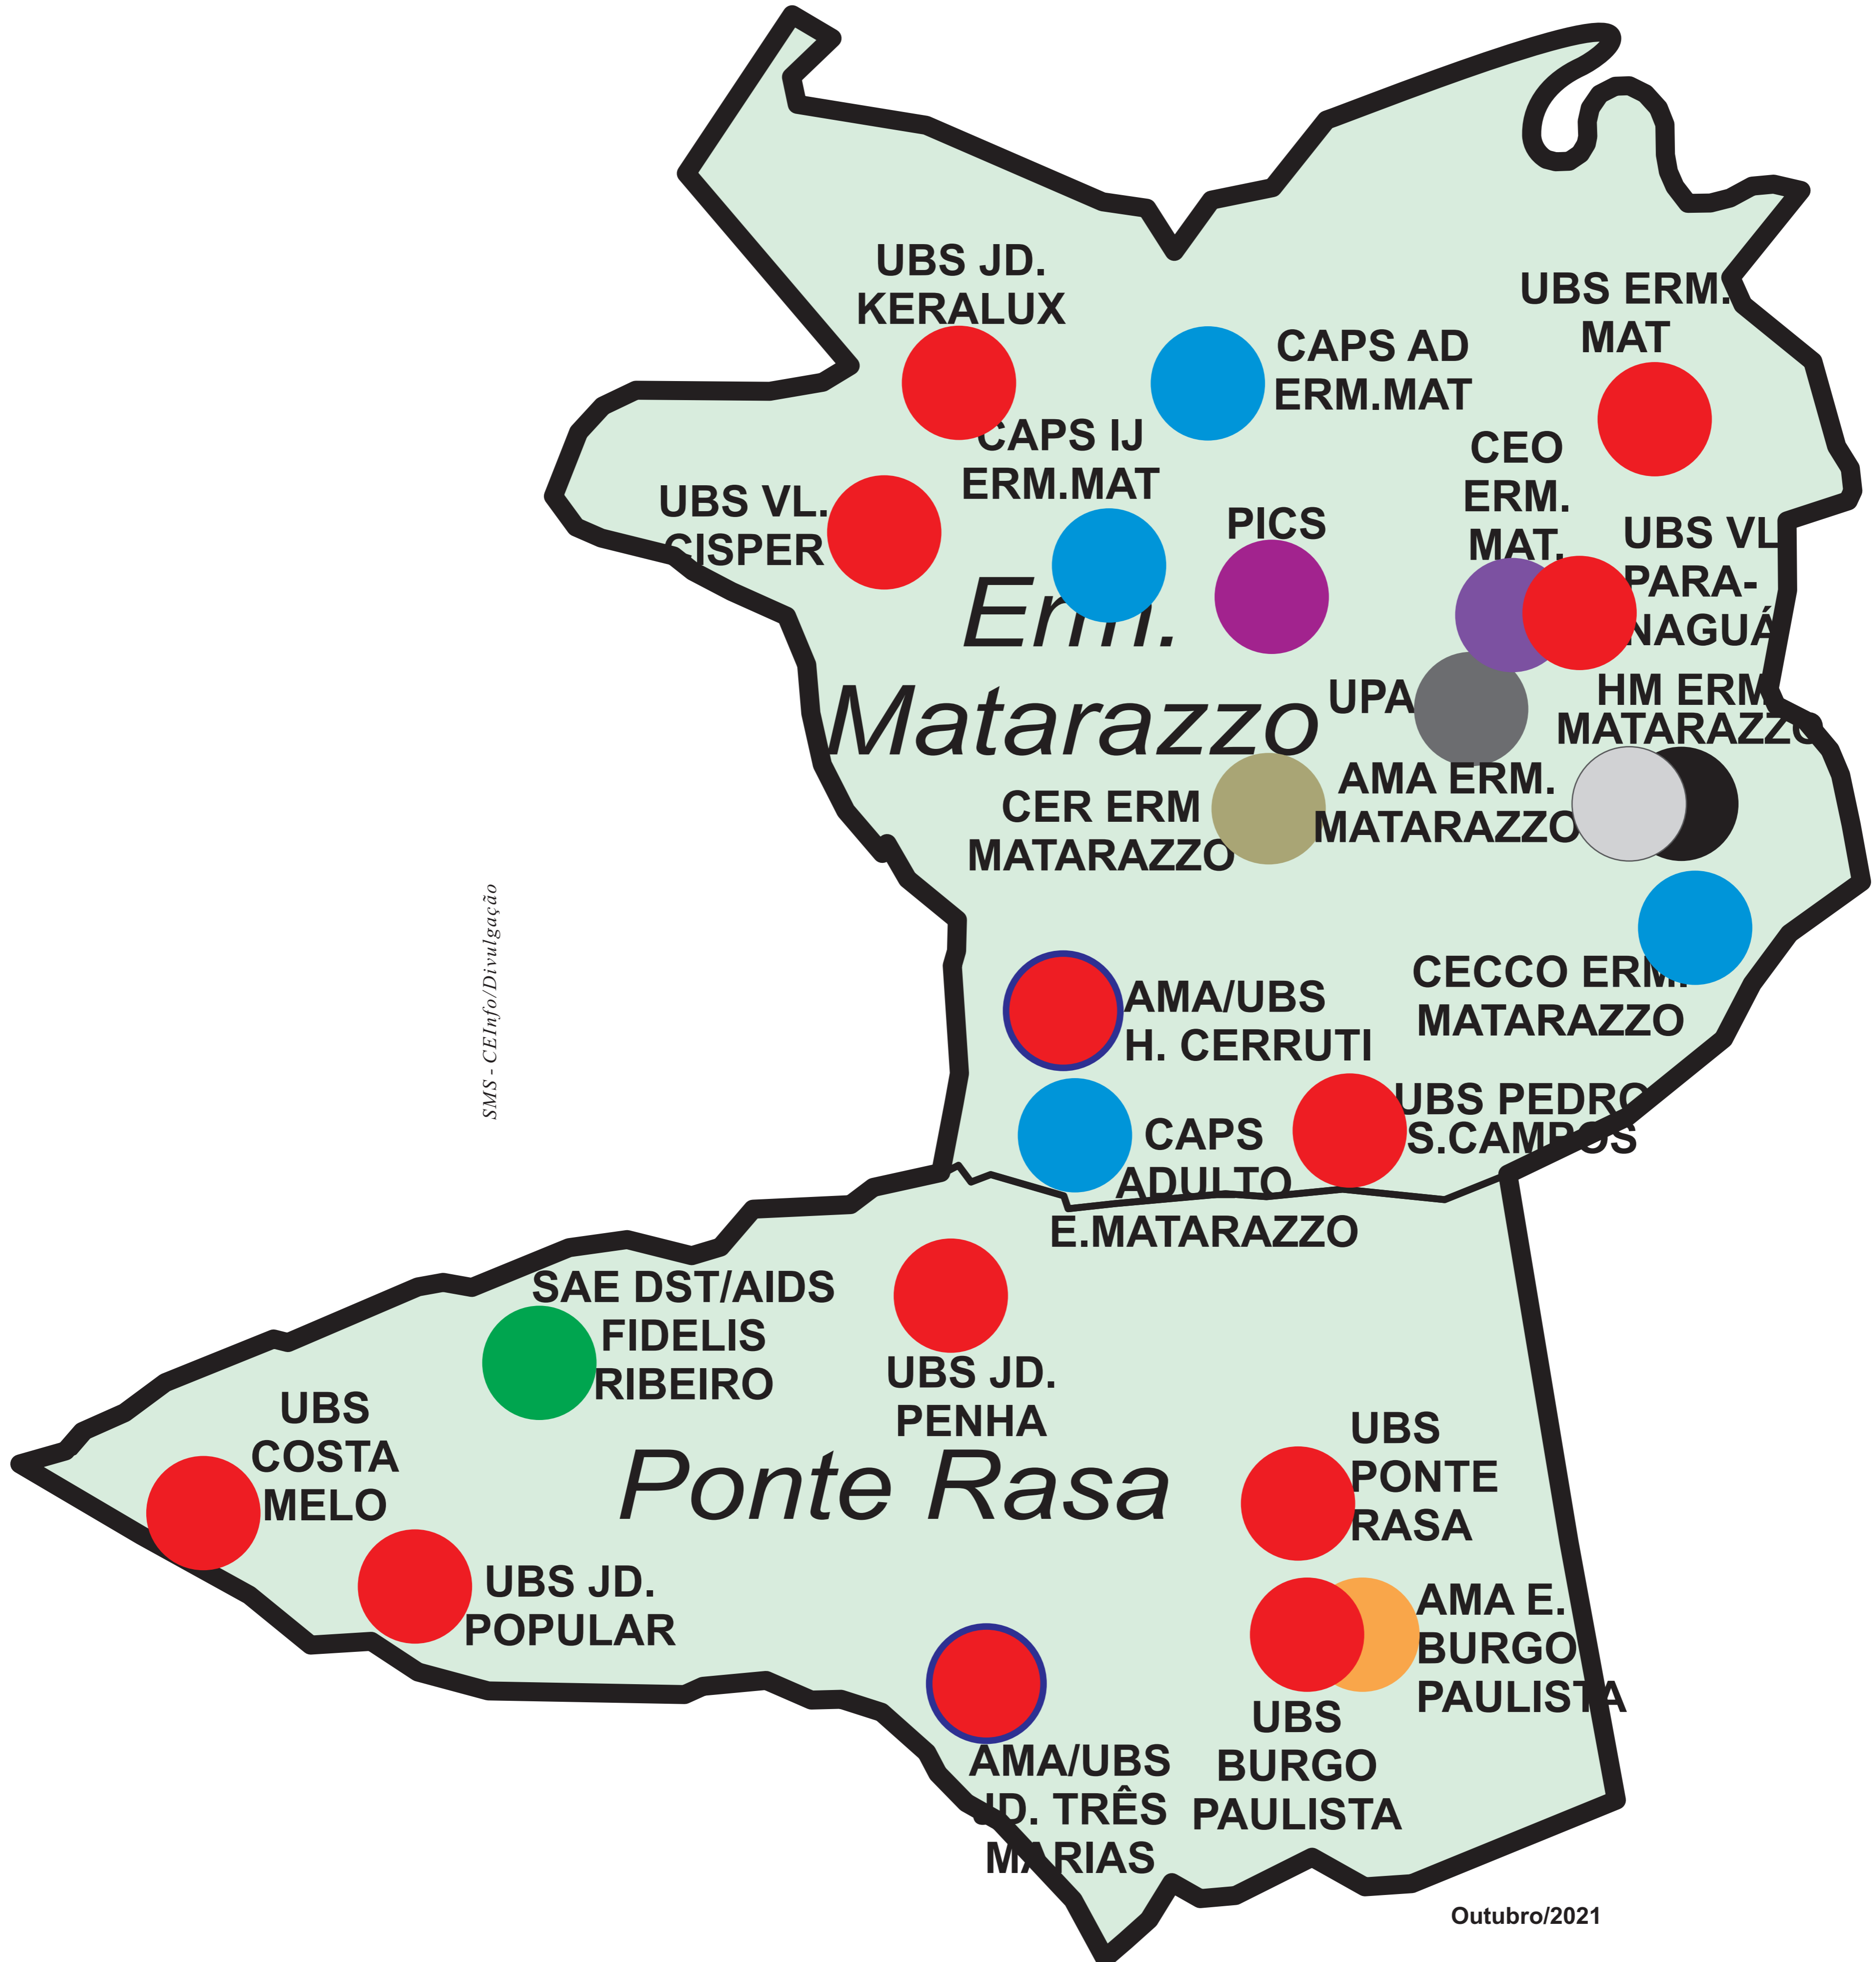 UBS JD.
KERALUX
CAPS AD
ERM.MAT
UBS ERM.
MAT
CAPS IJ
ERM.MAT
CEO
ERM.
MAT.
UBS VL.
CISPER
PICS
UBS VL
PARA-
NAGUÁ
Erm.
Matarazzo
UPA
HM ERM
MATARAZZO
CER ERM
MATARAZZO
AMA ERM.
MATARAZZO
SMS - CEInfo/Divulgação
CECCO ERM.
MATARAZZO
AMA/UBS
H. CERRUTI
UBS PEDRO
S.CAMPOS
CAPS
ADULTO
E.MATARAZZO
SAE DST/AIDS
FIDELIS
RIBEIRO
UBS JD.
PENHA
UBS
COSTA
MELO
Ponte Rasa
UBS
PONTE
RASA
UBS JD.
POPULAR
AMA E.
BURGO
PAULISTA
UBS
BURGO
PAULISTA
AMA/UBS
JD. TRÊS
MARIAS
Outubro/2021